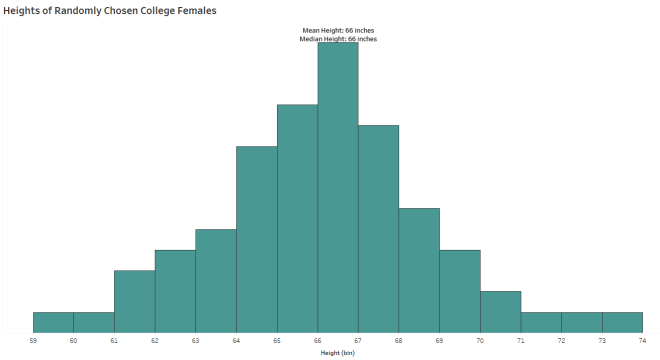 Heights of Randomly Chosen College Females
Mean Height: 66 inches
Median Height: 66 inches
59 60 61 62 63 64 65 66 67 68 69 70 71 72 73 74
Height (bin)